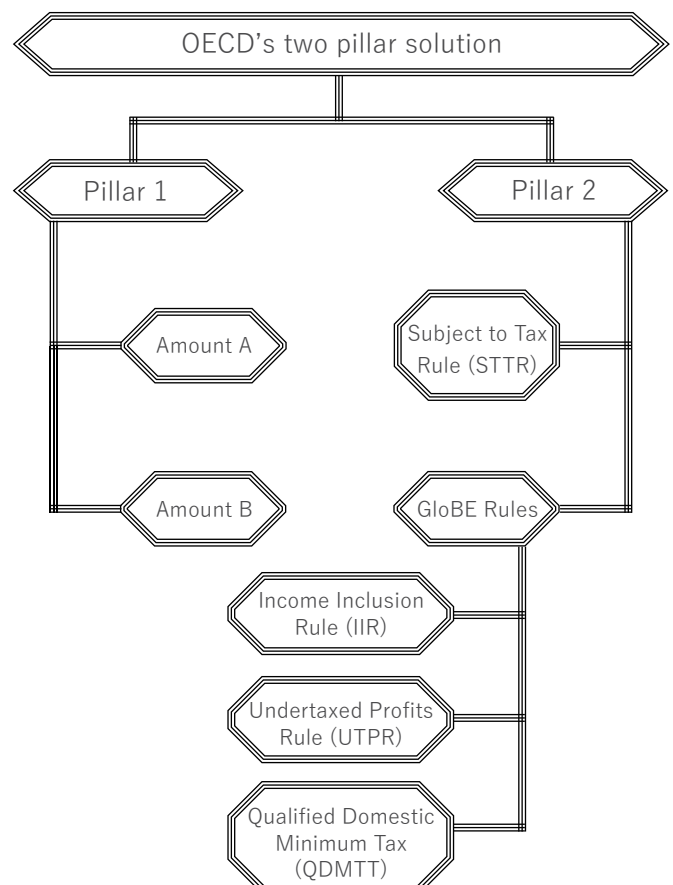 OECD’s two pillar solution
Pillar 1
Pillar 2
Amount A
Subject to Tax
Rule (STTR)
Amount B
GloBE Rules
Income Inclusion
Rule (IIR)
Undertaxed Profits
Rule (UTPR)
Qualified Domestic
Minimum Tax
(QDMTT)